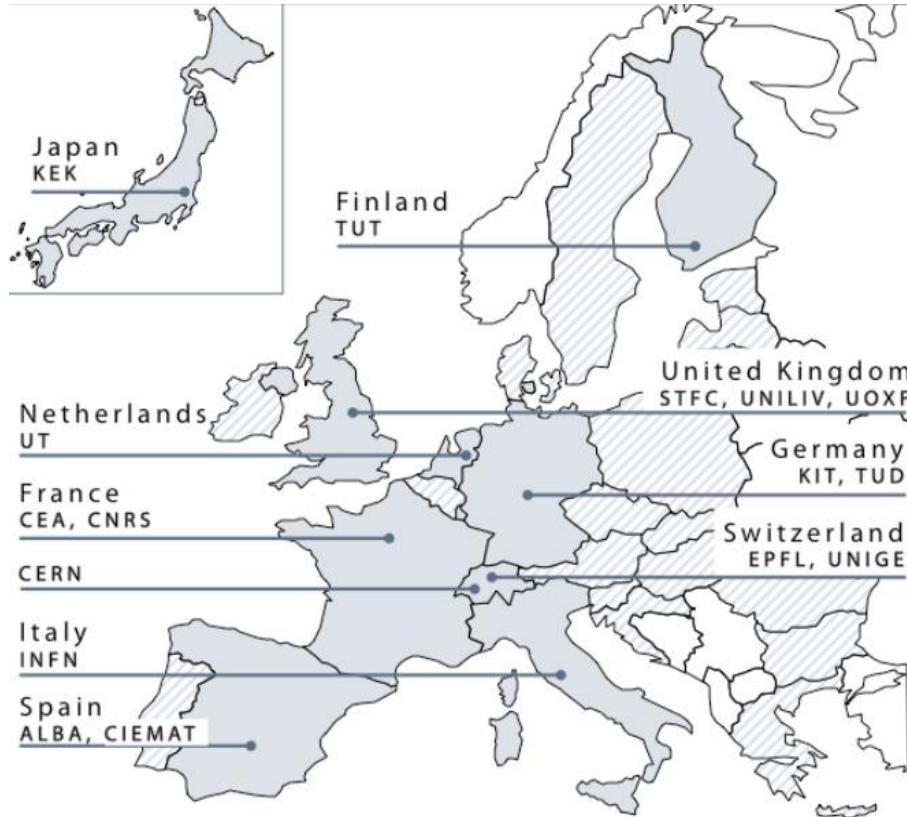 Japan
KEK
Finland
TUT
United Kingdom
STFC, UNILIV, UOXF
Netherlands
UT
Germany
KIT, TUD
France
CEA, CNRS
Switzerland
EPFL, UNIGE
CERN
Italy
INFN
Spain
ALBA, CIEMAT